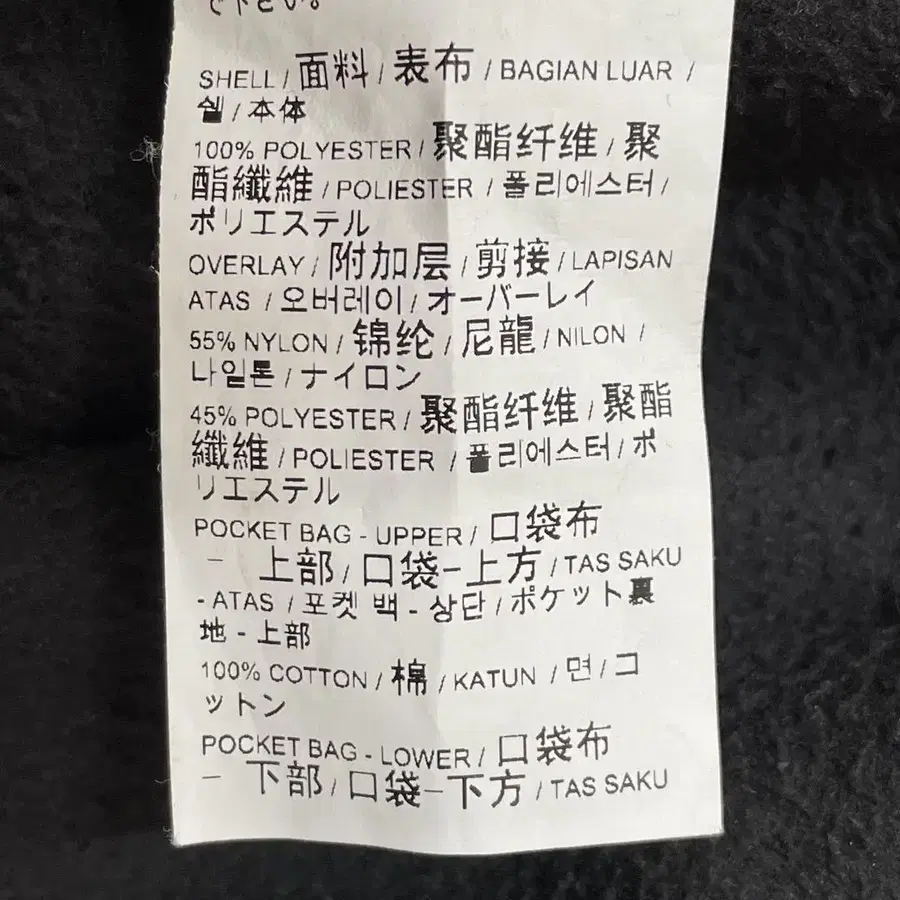 で下さい。
SHELL / 面料 / 表布 / BAGIAN LUAR /
쉘 / 本体
100% POLYESTER / 聚酯纤维 / 聚
酯纖維 / POLIESTER / 폴리에스터 /
ポリエステル
OVERLAY / 附加层 / 剪接 / LAPISAN
ATAS / 오버레이 / オーバーレイ
55% NYLON / 锦纶 / 尼龍 / NILON /
나일론 / ナイロン
45% POLYESTER / 聚酯纤维 / 聚酯
纖維 / POLIESTER / 폴리에스터 / ポ
リエステル
POCKET BAG - UPPER / 口袋布
– 上部 / 口袋–上方 / TAS SAKU
- ATAS / 포켓 백 - 상단 / ポケット裏
地 - 上部
100% COTTON / 棉 / KATUN / 면 / コ
ットン
POCKET BAG - LOWER / 口袋布
– 下部 / 口袋–下方 / TAS SAKU